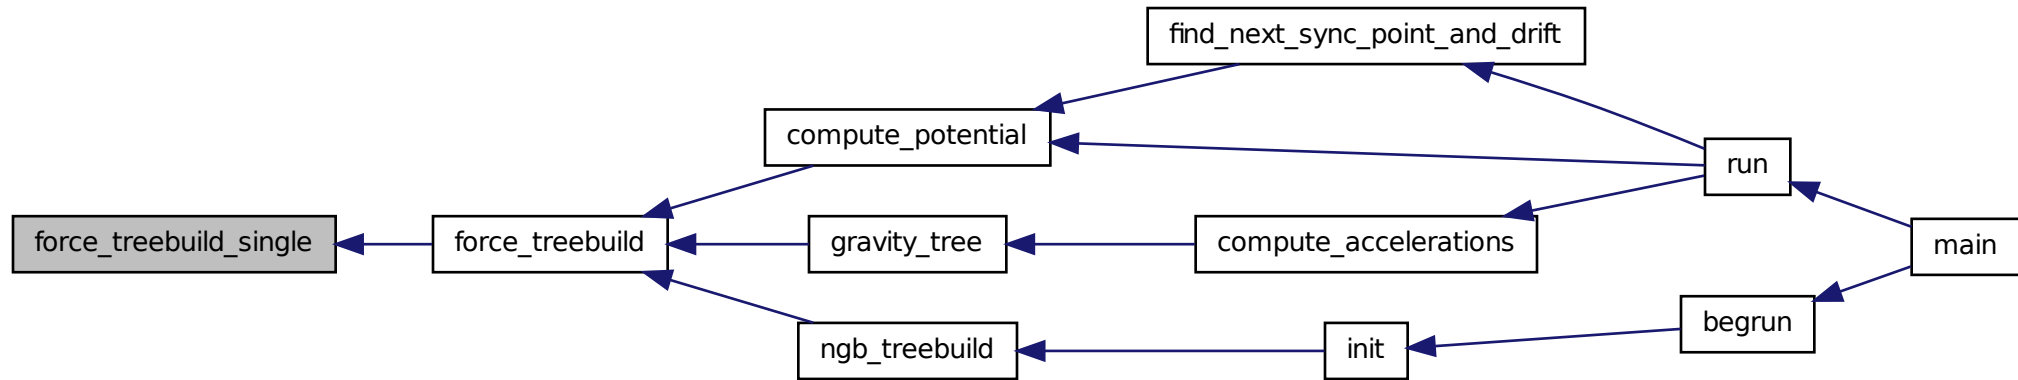 find_next_sync_point_and_drift
compute_potential
run
force_treebuild_single
force_treebuild
gravity_tree
compute_accelerations
main
begrun
ngb_treebuild
init